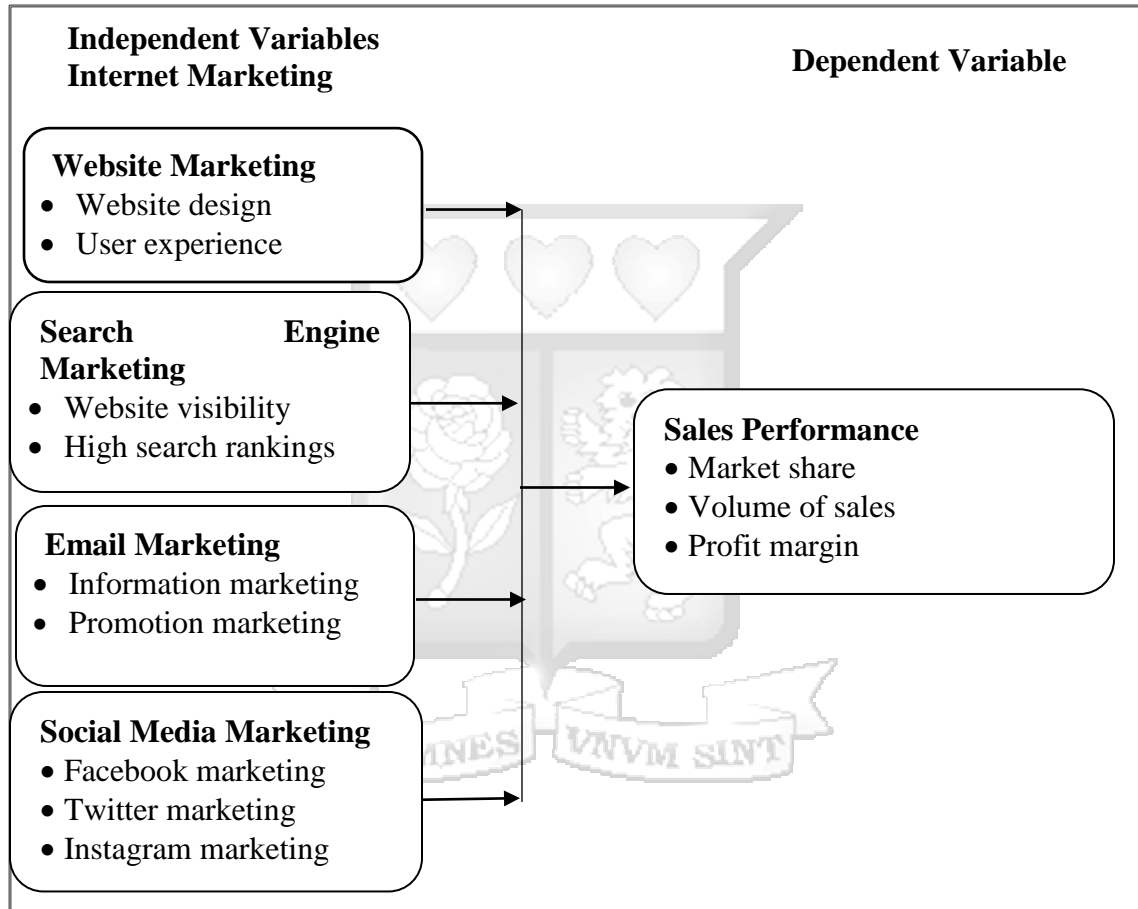 Independent Variables
Internet Marketing
Dependent Variable
Website Marketing
• Website design
• User experience
Search Engine
Marketing
• Website visibility
• High search rankings
Email Marketing
• Information marketing
• Promotion marketing
Social Media Marketing
• Facebook marketing
• Twitter marketing
• Instagram marketing
Sales Performance
• Market share
• Volume of sales
• Profit margin
VNVM SINT